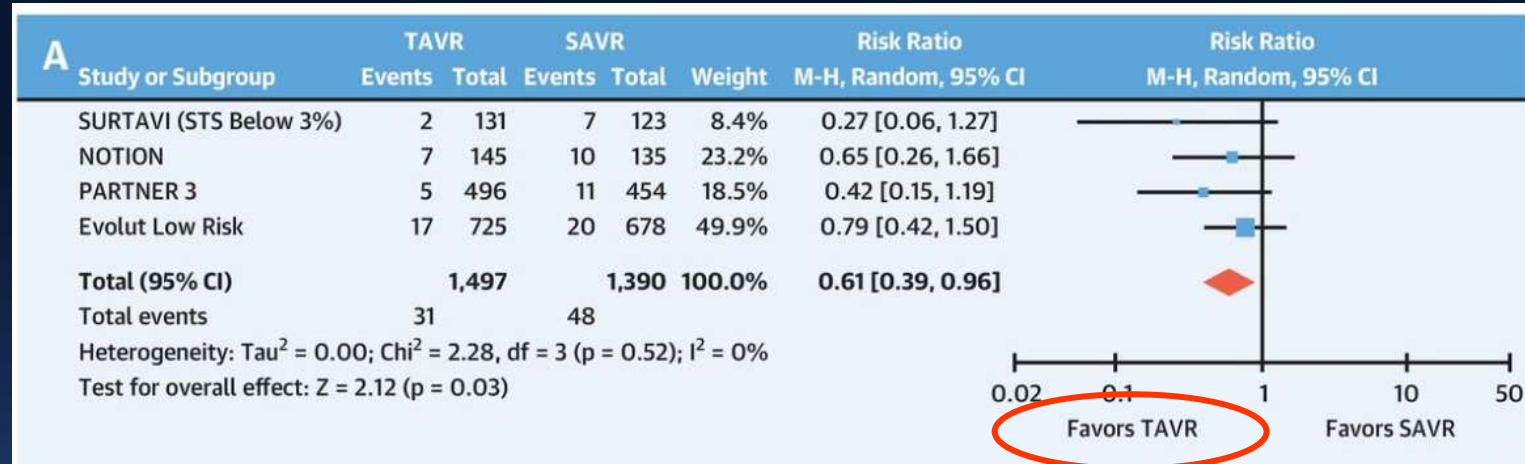 A
TAVR SAVR Risk Ratio Risk Ratio
Study or Subgroup Events Total Events Total Weight M-H, Random, 95% CI M-H, Random, 95% CI
SURTAVI (STS Below 3%) 2 131 7 123 8.4% 0.27 [0.06, 1.27]
NOTION 7 145 10 135 23.2% 0.65 [0.26, 1.66]
PARTNER 3 5 496 11 454 18.5% 0.42 [0.15, 1.19]
Evolut Low Risk 17 725 20 678 49.9% 0.79 [0.42, 1.50]
Total (95% CI) 1,497 1,390 100.0% 0.61 [0.39, 0.96]
Total events 31 48
Heterogeneity: Tau² = 0.00; Chi² = 2.28, df = 3 (p = 0.52); I² = 0%
Test for overall effect: Z = 2.12 (p = 0.03)
0.02 0.1 1 10 50
Favors TAVR Favors SAVR